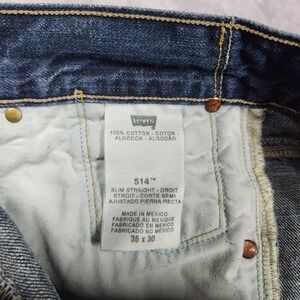 Levi's
100% COTTON - COTON -
ALGODON - ALGODÃO
514™
SLIM STRAIGHT - DROIT
ETROIT - CORTE SEMI
AJUSTADO PIERNA RECTA
MADE IN MEXICO
FABRIQUE AU MEXIQUE
FABRICADO EN MEXICO
FABRICADO NO MEXICO
36 x 30